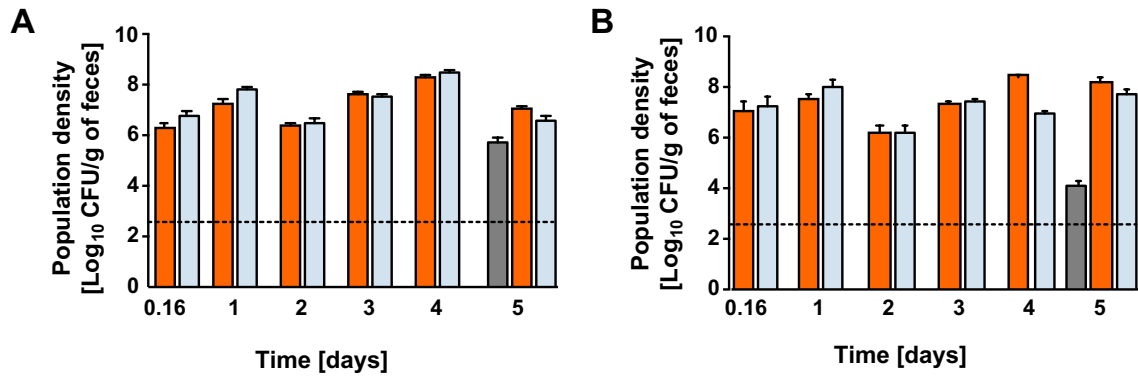 A
Population density
[Log₁₀ CFU/g of feces]
10
8
6
4
2
0
0.16 1 2 3 4 5
Time [days]
B
Population density
[Log₁₀ CFU/g of feces]
10
8
6
4
2
0
0.16 1 2 3 4 5
Time [days]